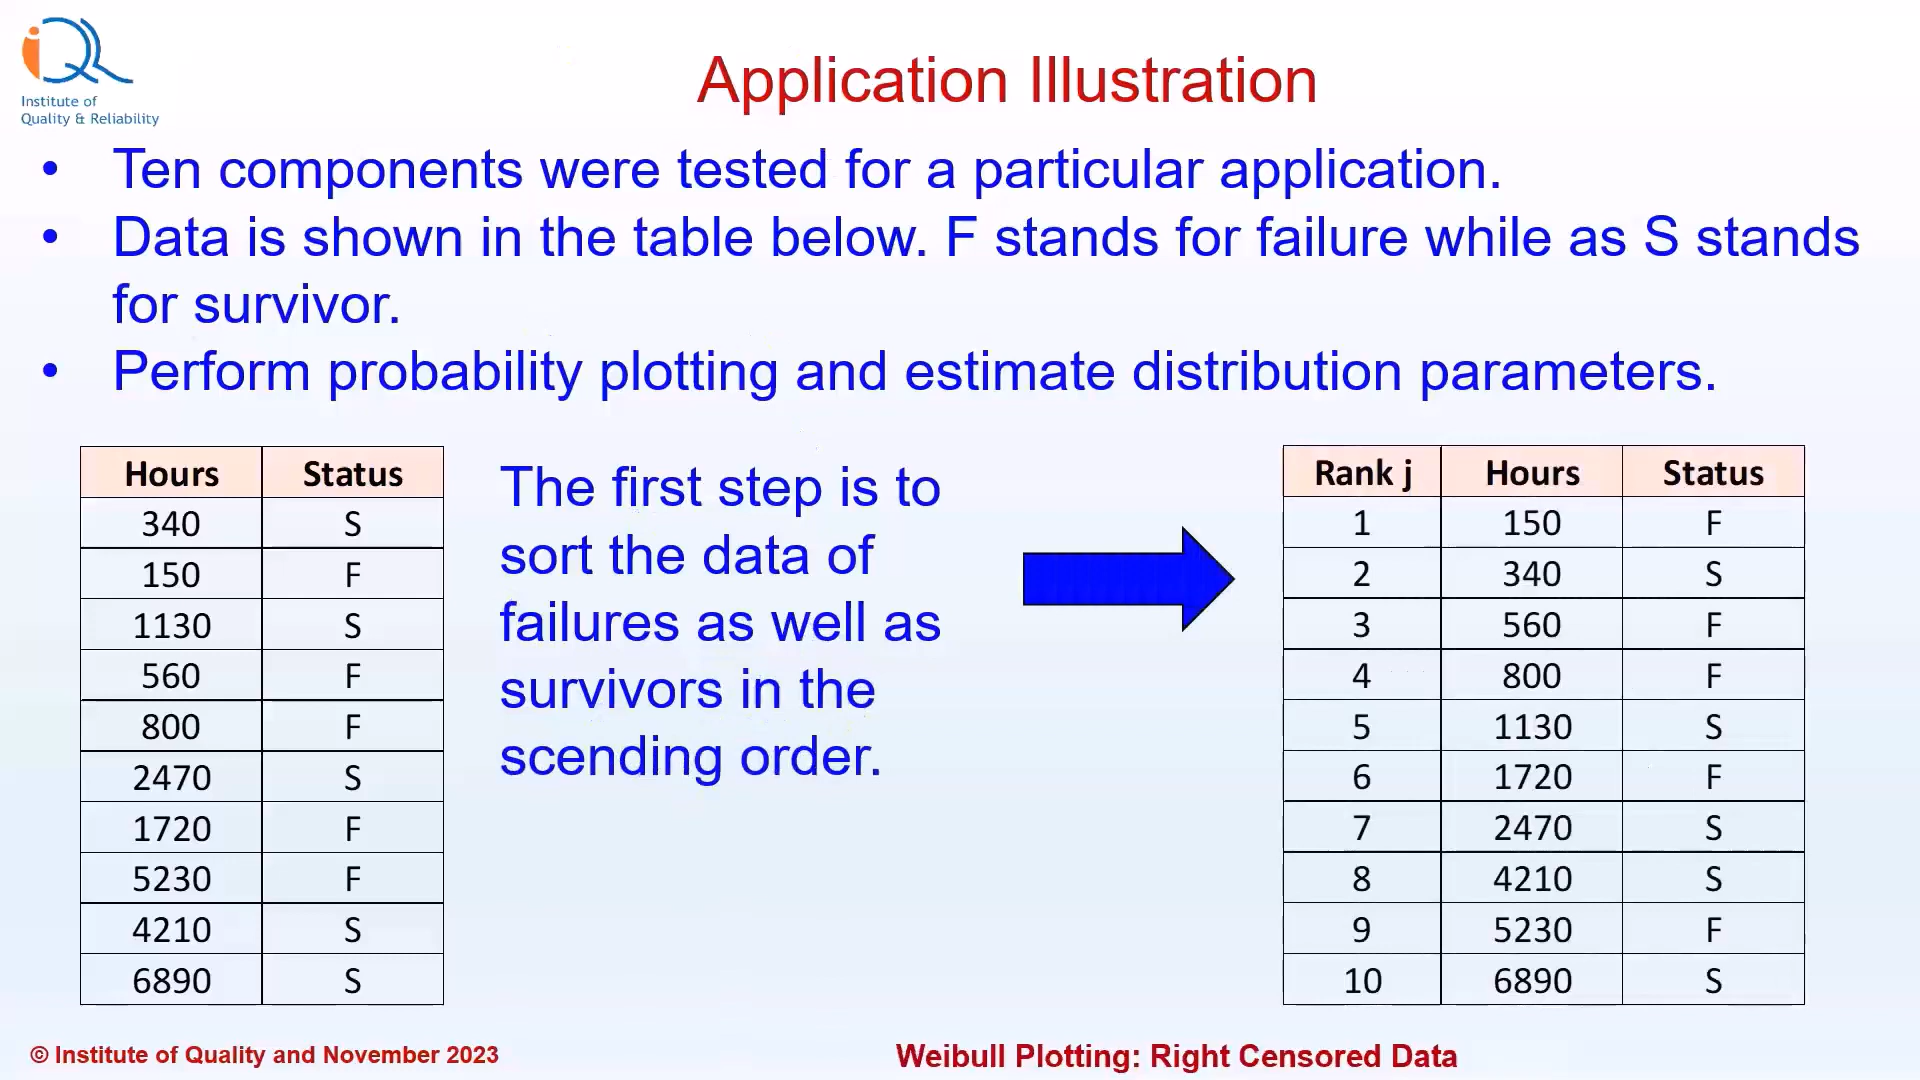 iQR
Institute of
Quality & Reliability
Application Illustration
• Ten components were tested for a particular application.
• Data is shown in the table below. F stands for failure while as S stands
for survivor.
• Perform probability plotting and estimate distribution parameters.
Hours Status
340 S
150 F
1130 S
560 F
800 F
2470 S
1720 F
5230 F
4210 S
6890 S
The first step is to
sort the data of
failures as well as
survivors in the
scending order.
Rank j Hours Status
1 150 F
2 340 S
3 560 F
4 800 F
5 1130 S
6 1720 F
7 2470 S
8 4210 S
9 5230 F
10 6890 S
© Institute of Quality and November 2023
Weibull Plotting: Right Censored Data